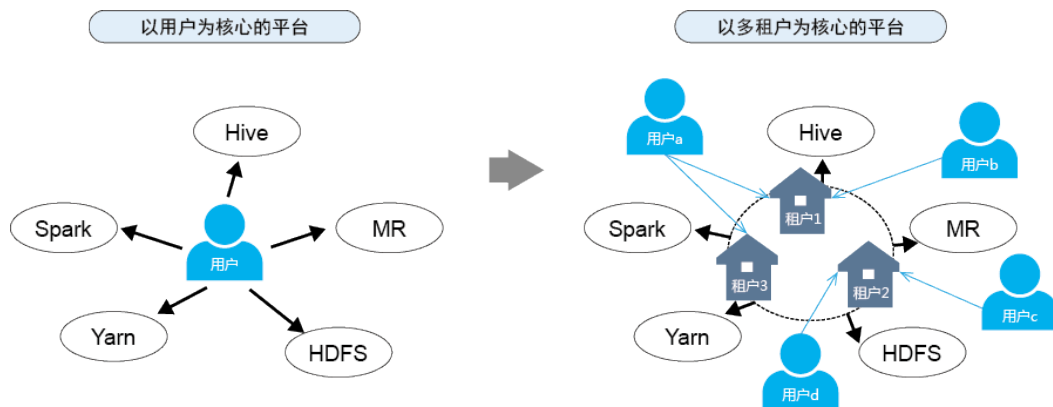 以用户为核心的平台
Hive
Spark
MR
用户
Yarn
HDFS
以多租户为核心的平台
用户a
Hive
用户b
租户1
Spark
MR
租户3
租户2
用户c
Yarn
HDFS
用户d